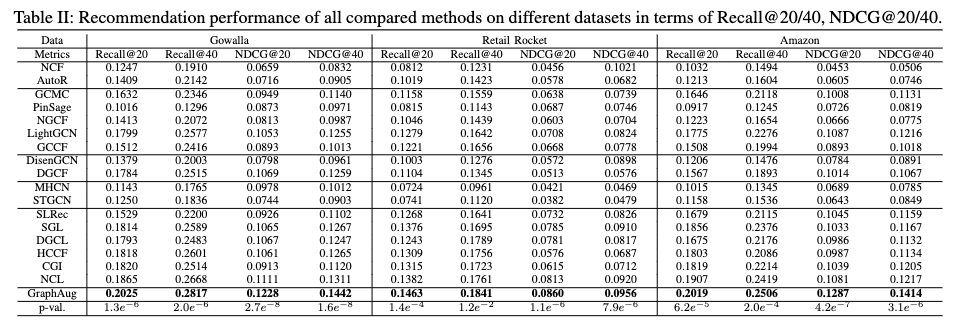 Table II: Recommendation performance of all compared methods on different datasets in terms of Recall@20/40, NDCG@20/40.
Data Gowalla Retail Rocket Amazon
Metrics Recall@20 Recall@40 NDCG@20 NDCG@40 Recall@20 Recall@40 NDCG@20 NDCG@40 Recall@20 Recall@40 NDCG@20 NDCG@40
NCF 0.1247 0.1910 0.0659 0.0832 0.0812 0.1231 0.0456 0.1021 0.1032 0.1494 0.0453 0.0506
AutoR 0.1409 0.2142 0.0716 0.0905 0.1019 0.1423 0.0578 0.0682 0.1213 0.1604 0.0605 0.0746
GCMC 0.1632 0.2346 0.0949 0.1140 0.1158 0.1559 0.0638 0.0739 0.1646 0.2118 0.1008 0.1131
PinSage 0.1016 0.1296 0.0873 0.0971 0.0815 0.1143 0.0687 0.0746 0.0917 0.1245 0.0726 0.0819
NGCF 0.1413 0.2072 0.0813 0.0987 0.1046 0.1439 0.0603 0.0704 0.1223 0.1654 0.0666 0.0775
LightGCN 0.1799 0.2577 0.1053 0.1255 0.1279 0.1642 0.0708 0.0824 0.1775 0.2276 0.1087 0.1216
GCCF 0.1512 0.2416 0.0893 0.1013 0.1221 0.1656 0.0668 0.0778 0.1508 0.1994 0.0893 0.1018
DisenGCN 0.1379 0.2003 0.0798 0.0961 0.1003 0.1276 0.0572 0.0898 0.1206 0.1476 0.0784 0.0891
DGCF 0.1784 0.2515 0.1069 0.1259 0.1104 0.1345 0.0513 0.0576 0.1567 0.1893 0.1014 0.1067
MHCN 0.1143 0.1765 0.0978 0.1012 0.0724 0.0961 0.0421 0.0469 0.1015 0.1345 0.0689 0.0785
STGCN 0.1250 0.1836 0.0744 0.0903 0.0741 0.1120 0.0382 0.0479 0.1158 0.1536 0.0643 0.0849
SLRec 0.1529 0.2200 0.0926 0.1102 0.1268 0.1641 0.0732 0.0826 0.1679 0.2115 0.1045 0.1159
SGL 0.1814 0.2589 0.1065 0.1267 0.1376 0.1695 0.0785 0.0910 0.1856 0.2376 0.1033 0.1167
DGCL 0.1793 0.2483 0.1067 0.1247 0.1243 0.1789 0.0781 0.0817 0.1675 0.2176 0.0986 0.1132
HCCF 0.1818 0.2601 0.1061 0.1265 0.1309 0.1756 0.0576 0.0687 0.1803 0.2086 0.0987 0.1134
CGI 0.1820 0.2514 0.0913 0.1120 0.1315 0.1723 0.0615 0.0712 0.1819 0.2214 0.1039 0.1205
NCL 0.1865 0.2668 0.1111 0.1311 0.1382 0.1761 0.0813 0.0920 0.1907 0.2419 0.1081 0.1217
GraphAug 0.2025 0.2817 0.1228 0.1442 0.1463 0.1841 0.0860 0.0956 0.2019 0.2506 0.1287 0.1414
p-val. 1.3e⁻⁶ 2.0e⁻⁶ 2.7e⁻⁸ 1.6e⁻⁸ 1.4e⁻⁴ 1.2e⁻² 1.1e⁻⁶ 7.9e⁻⁶ 6.2e⁻⁵ 2.0e⁻⁴ 4.2e⁻⁷ 3.1e⁻⁶